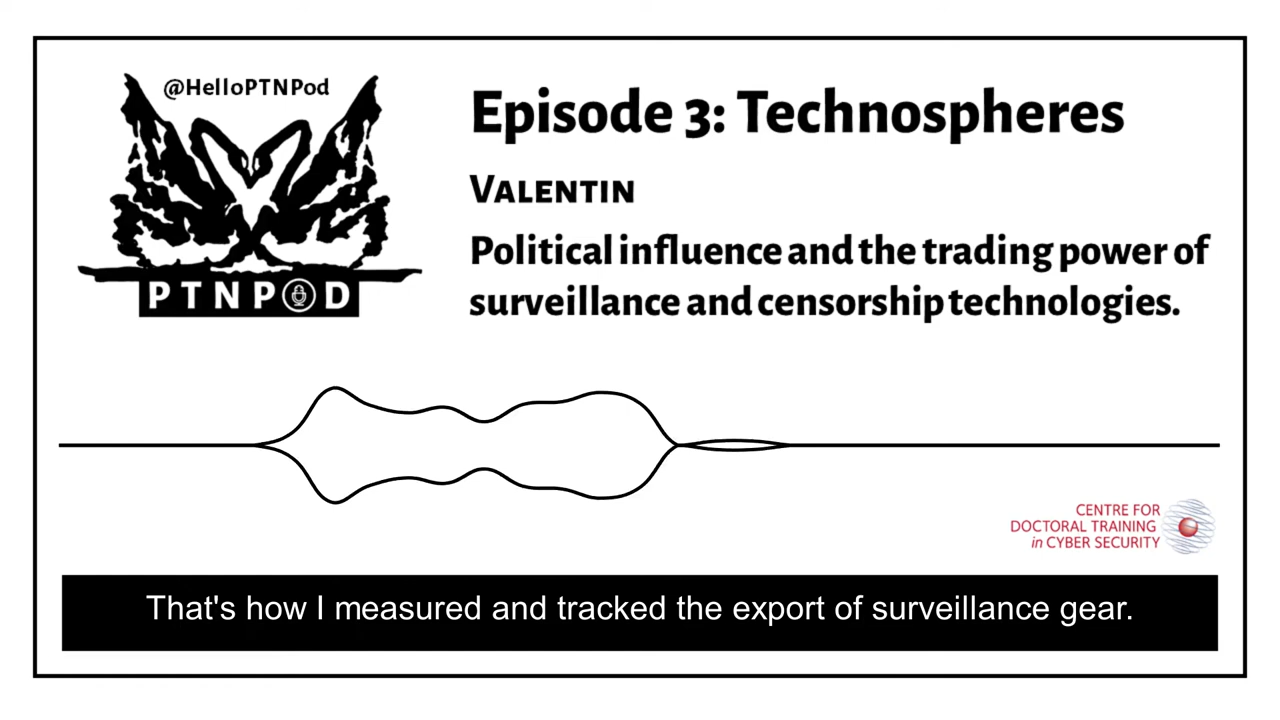 @HelloPTNPod
PTNPOD
Episode 3: Technospheres
VALENTIN
Political influence and the trading power of
surveillance and censorship technologies.
CENTRE FOR
DOCTORAL TRAINING
in CYBER SECURITY
That's how I measured and tracked the export of surveillance gear.